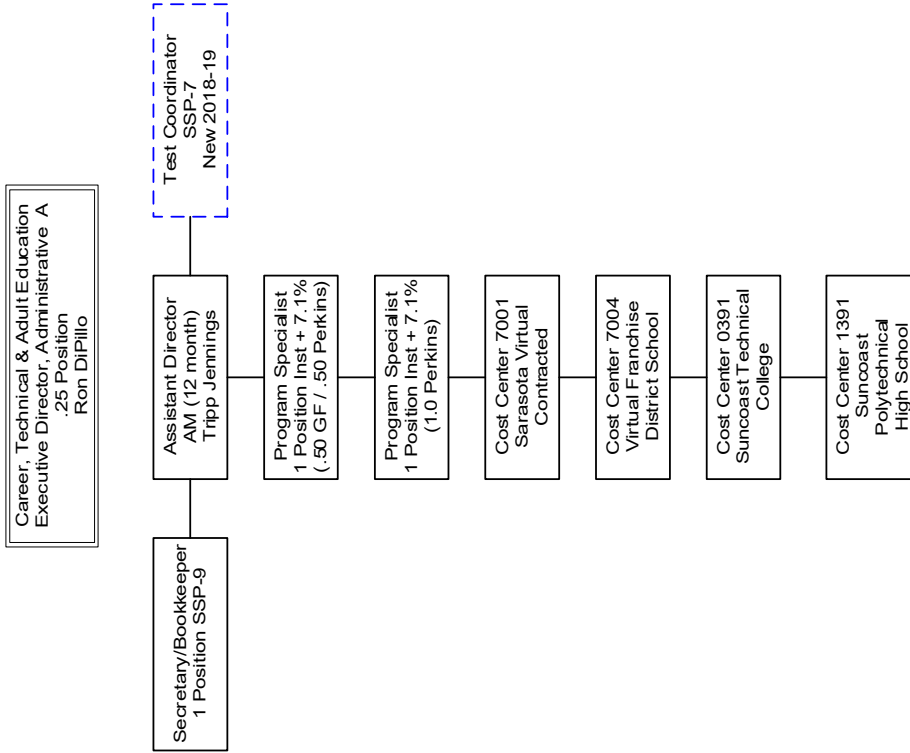 Career, Technical & Adult Education
Executive Director, Administrative A
.25 Position
Ron DiPillo
Secretary/Bookkeeper
1 Position SSP-9
Assistant Director
AM (12 month)
Tripp Jennings
Test Coordinator
SSP-7
New 2018-19
Program Specialist
1 Position Inst + 7.1%
(.50 GF / .50 Perkins)
Program Specialist
1 Position Inst + 7.1%
(1.0 Perkins)
Cost Center 7001
Sarasota Virtual
Contracted
Cost Center 7004
Virtual Franchise
District School
Cost Center 0391
Suncoast Technical
College
Cost Center 1391
Suncoast
Polytechnical
High School